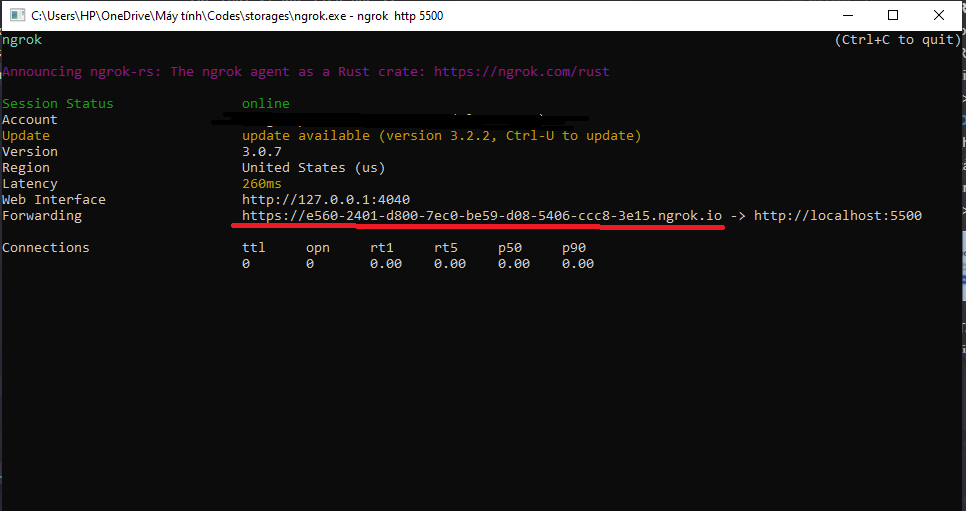 C:\Users\HP\OneDrive\Máy tính\Codes\storages\ngrok.exe - ngrok http 5500
ngrok (Ctrl+C to quit)
Announcing ngrok-rs: The ngrok agent as a Rust crate: https://ngrok.com/rust
Session Status online
Account
Update update available (version 3.2.2, Ctrl-U to update)
Version 3.0.7
Region United States (us)
Latency 260ms
Web Interface http://127.0.0.1:4040
Forwarding https://e560-2401-d800-7ec0-be59-d08-5406-ccc8-3e15.ngrok.io -> http://localhost:5500
Connections ttl opn rt1 rt5 p50 p90
0 0 0.00 0.00 0.00 0.00